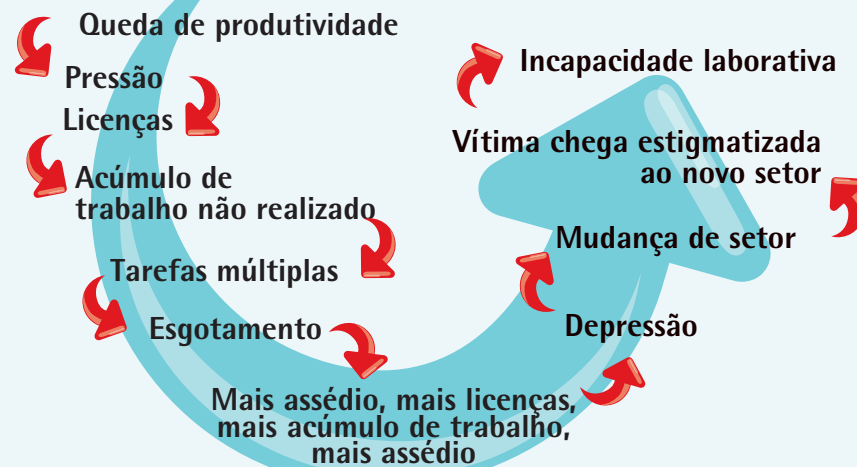 Queda de produtividade
Pressão
Licenças
Acúmulo de
trabalho não realizado
Tarefas múltiplas
Esgotamento
Mais assédio, mais licenças,
mais acúmulo de trabalho,
mais assédio
Depressão
Mudança de setor
Vítima chega estigmatizada
ao novo setor
Incapacidade laborativa